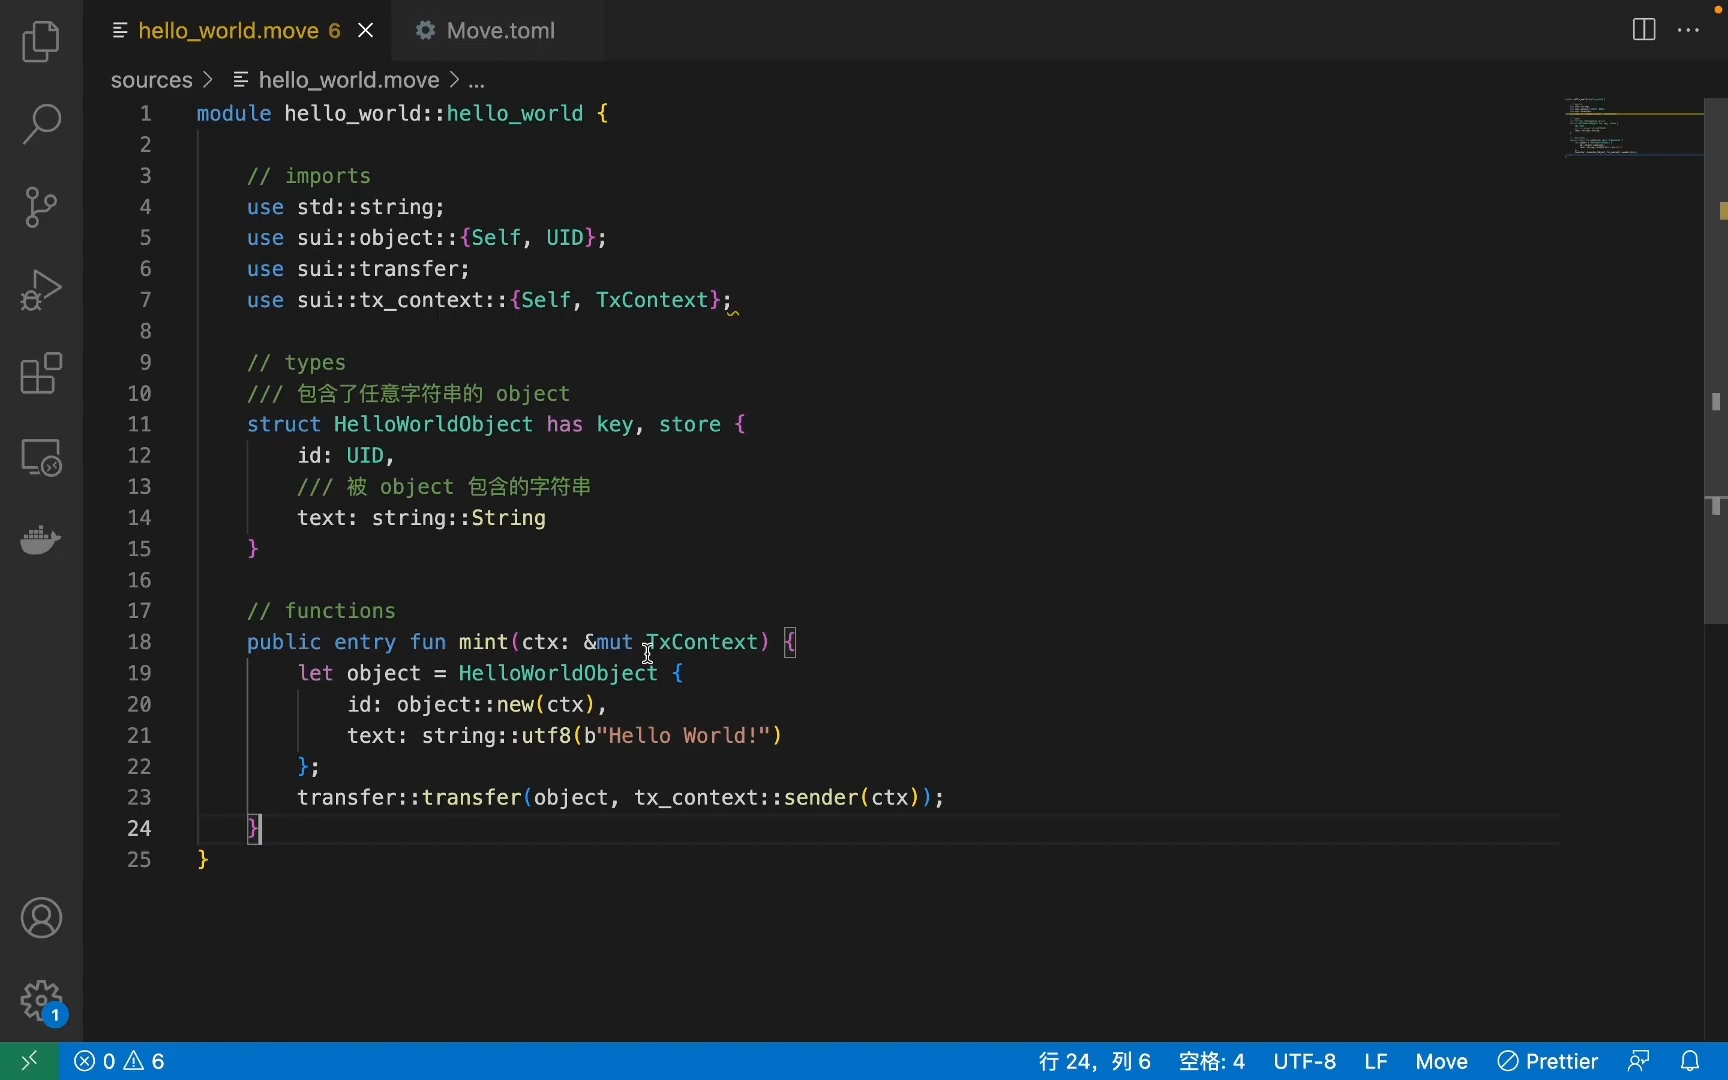 hello_world.move 6
Move.toml
sources > hello_world.move > ...
1 module hello_world::hello_world {
2
3 // imports
4 use std::string;
5 use sui::object::{Self, UID};
6 use sui::transfer;
7 use sui::tx_context::{Self, TxContext};
8
9 // types
10 /// 包含了任意字符串的 object
11 struct HelloWorldObject has key, store {
12 id: UID,
13 /// 被 object 包含的字符串
14 text: string::String
15 }
16
17 // functions
18 public entry fun mint(ctx: &mut TxContext) {
19 let object = HelloWorldObject {
20 id: object::new(ctx),
21 text: string::utf8(b"Hello World!")
22 };
23 transfer::transfer(object, tx_context::sender(ctx));
24 }
25 }
1
0 6 行 24，列 6 空格: 4 UTF-8 LF Move Prettier